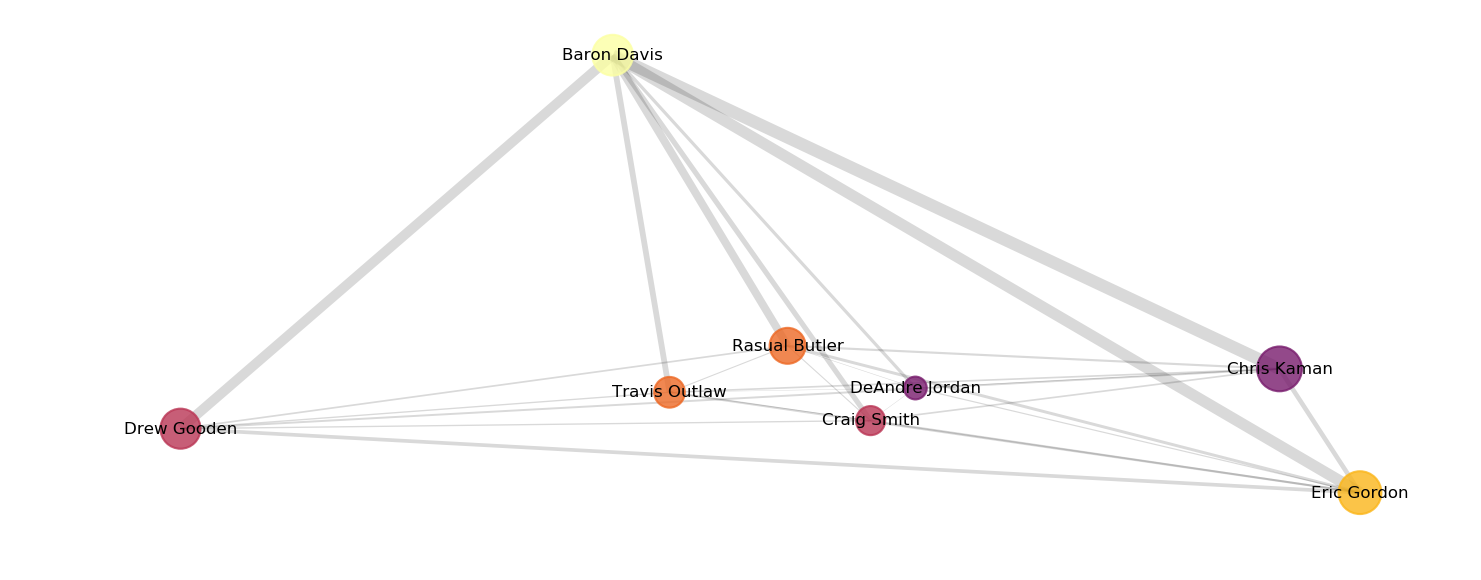 Baron Davis
Rasual Butler
Chris Kaman
DeAndre Jordan
Travis Outlaw
Craig Smith
Drew Gooden
Eric Gordon